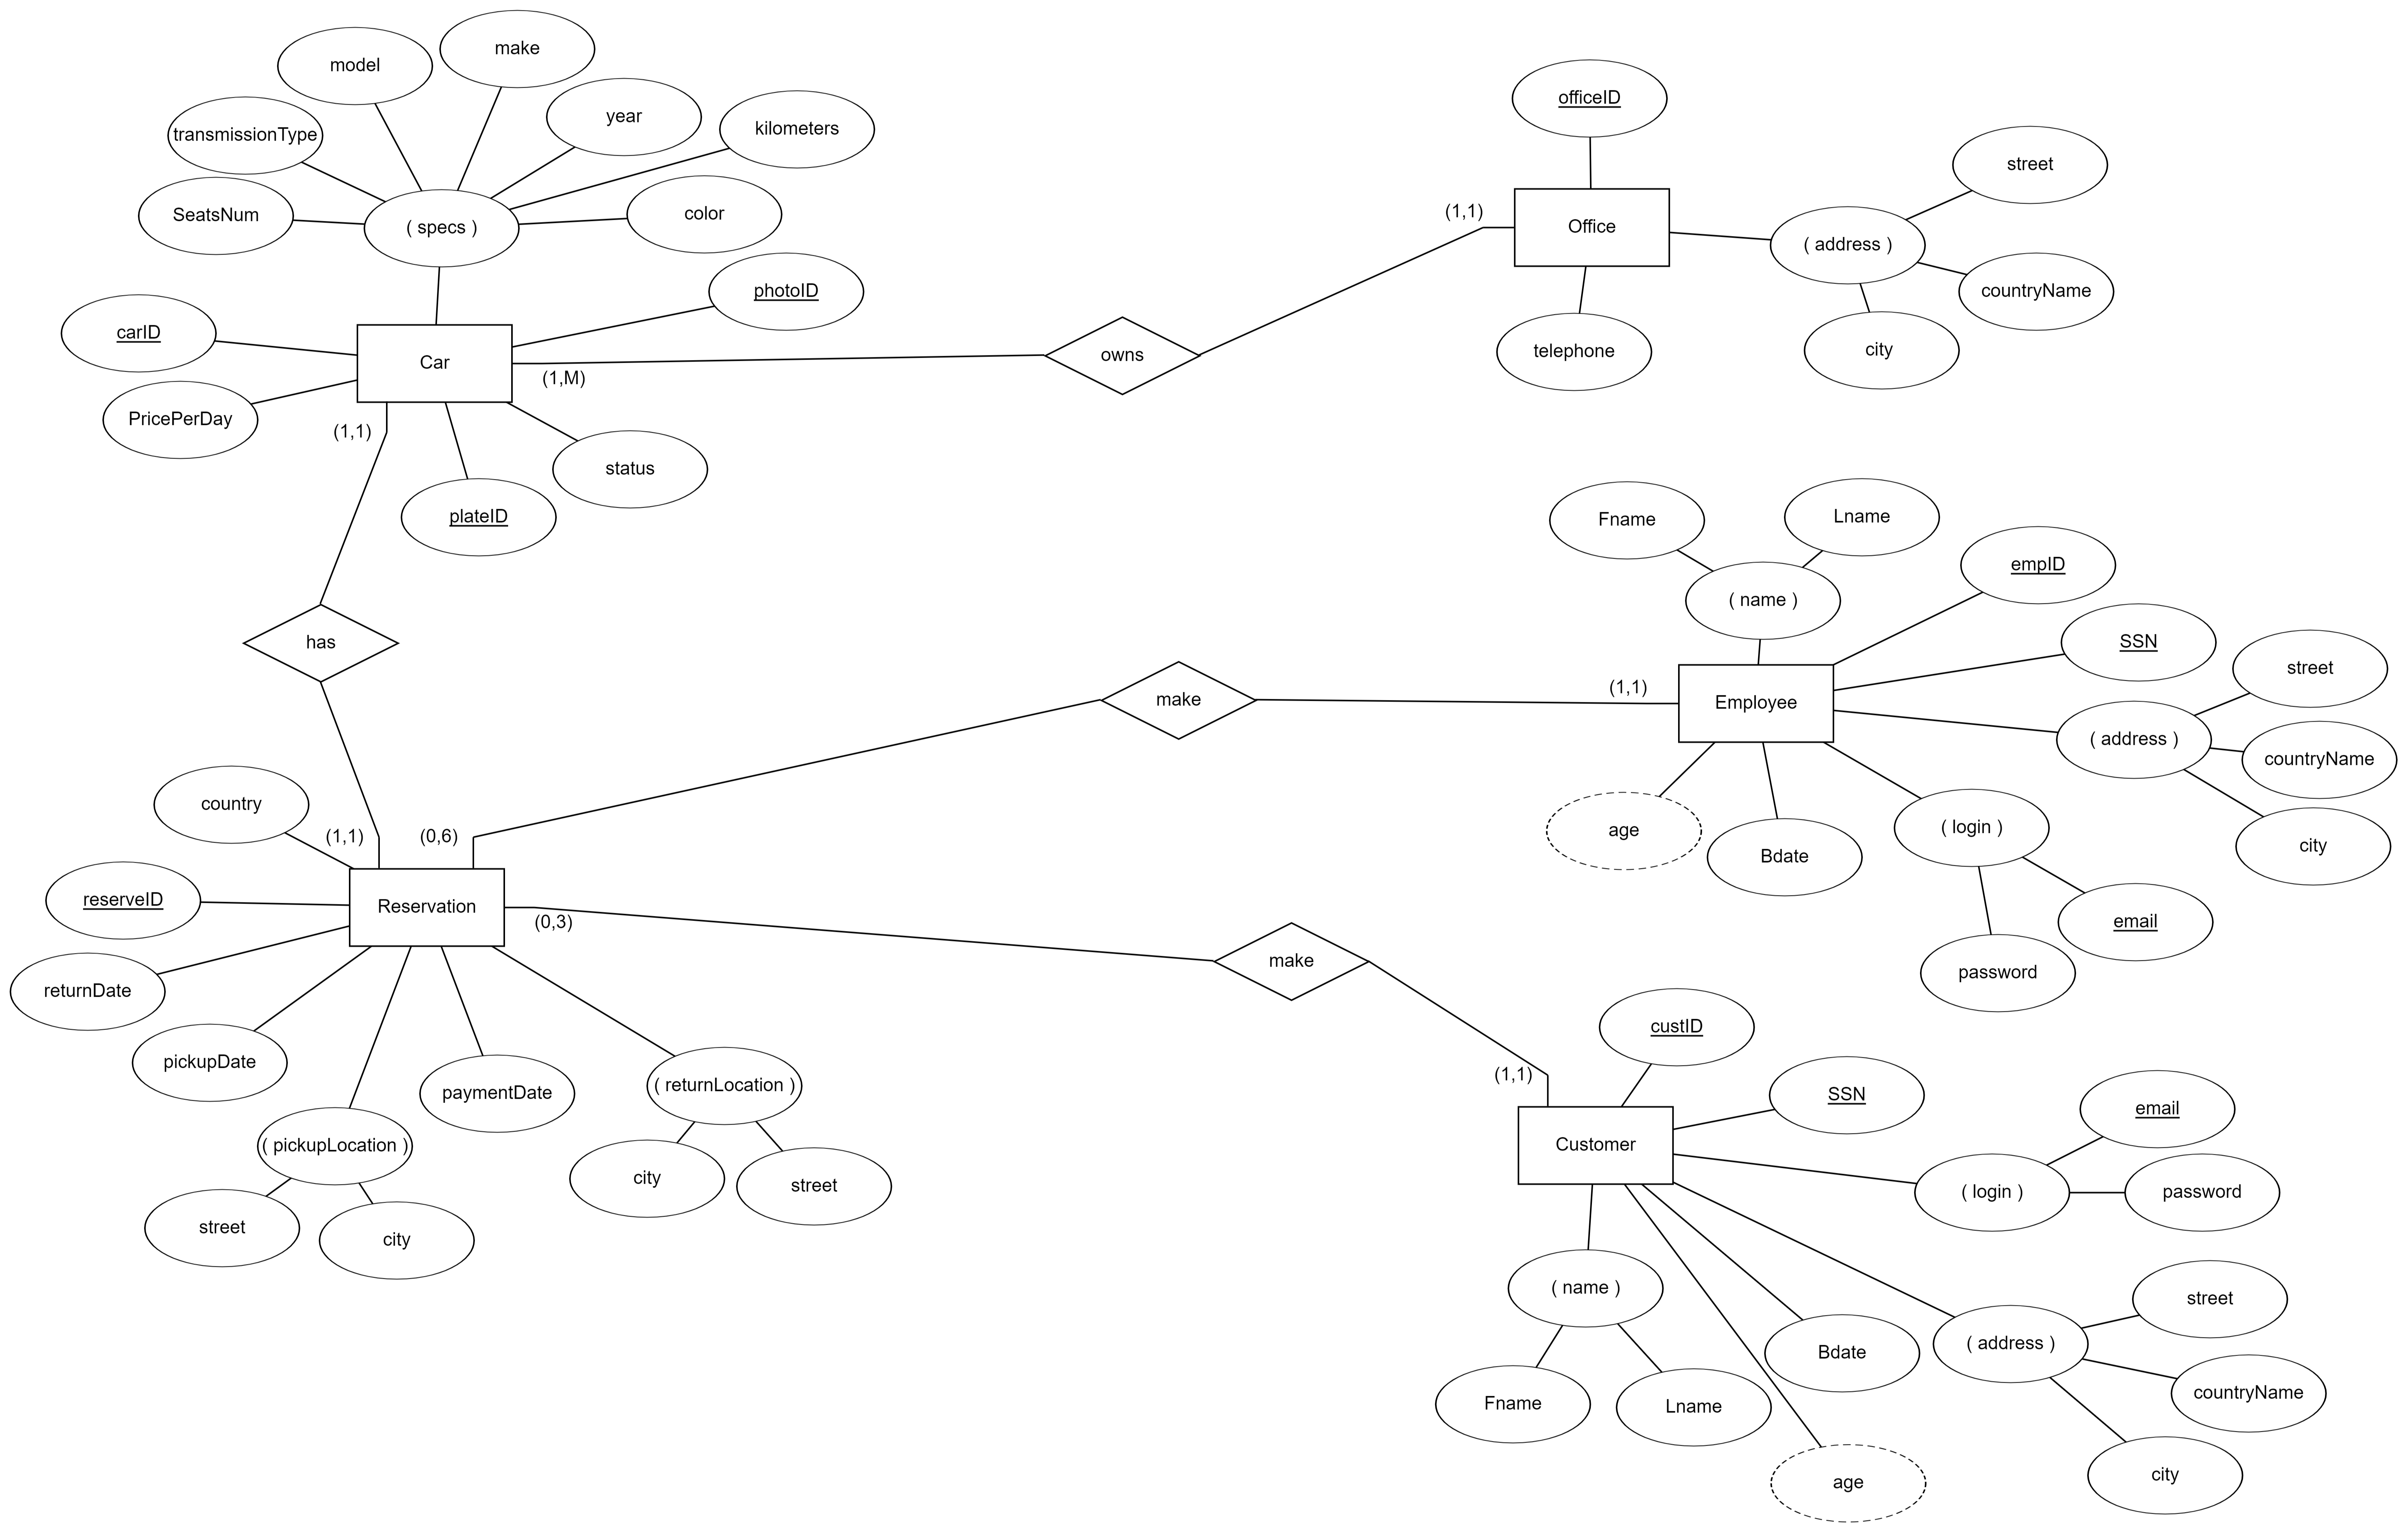 make
model
year
kilometers
transmissionType
SeatsNum
( specs )
color
photoID
carID
Car
PricePerDay
(1,M)
(1,1)
plateID
status
owns
(1,1)
officeID
Office
telephone
( address )
street
countryName
city
has
Fname
Lname
( name )
empID
SSN
Employee
(1,1)
make
( address )
street
countryName
city
age
Bdate
( login )
email
password
country
(1,1)
(0,6)
reserveID
Reservation
(0,3)
returnDate
pickupDate
paymentDate
( returnLocation )
city
street
( pickupLocation )
street
city
make
(1,1)
custID
SSN
Customer
( login )
email
password
( name )
Fname
Lname
Bdate
age
( address )
street
countryName
city